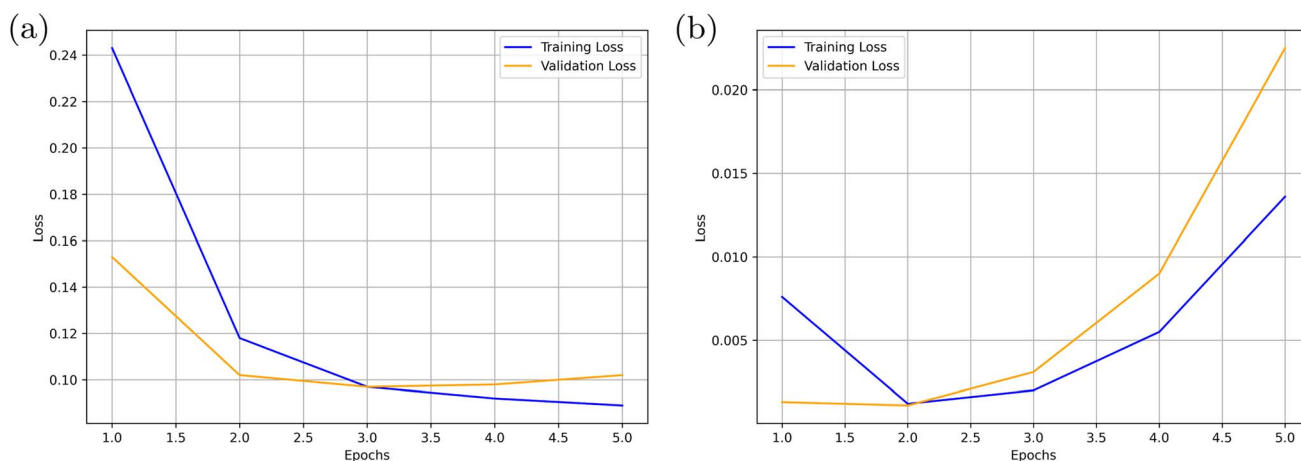 (a)
Training Loss
Validation Loss
0.24
0.22
0.20
0.18
0.16
0.14
0.12
0.10
Loss
1.0 1.5 2.0 2.5 3.0 3.5 4.0 4.5 5.0
Epochs
(b)
Training Loss
Validation Loss
0.020
0.015
0.010
0.005
Loss
1.0 1.5 2.0 2.5 3.0 3.5 4.0 4.5 5.0
Epochs